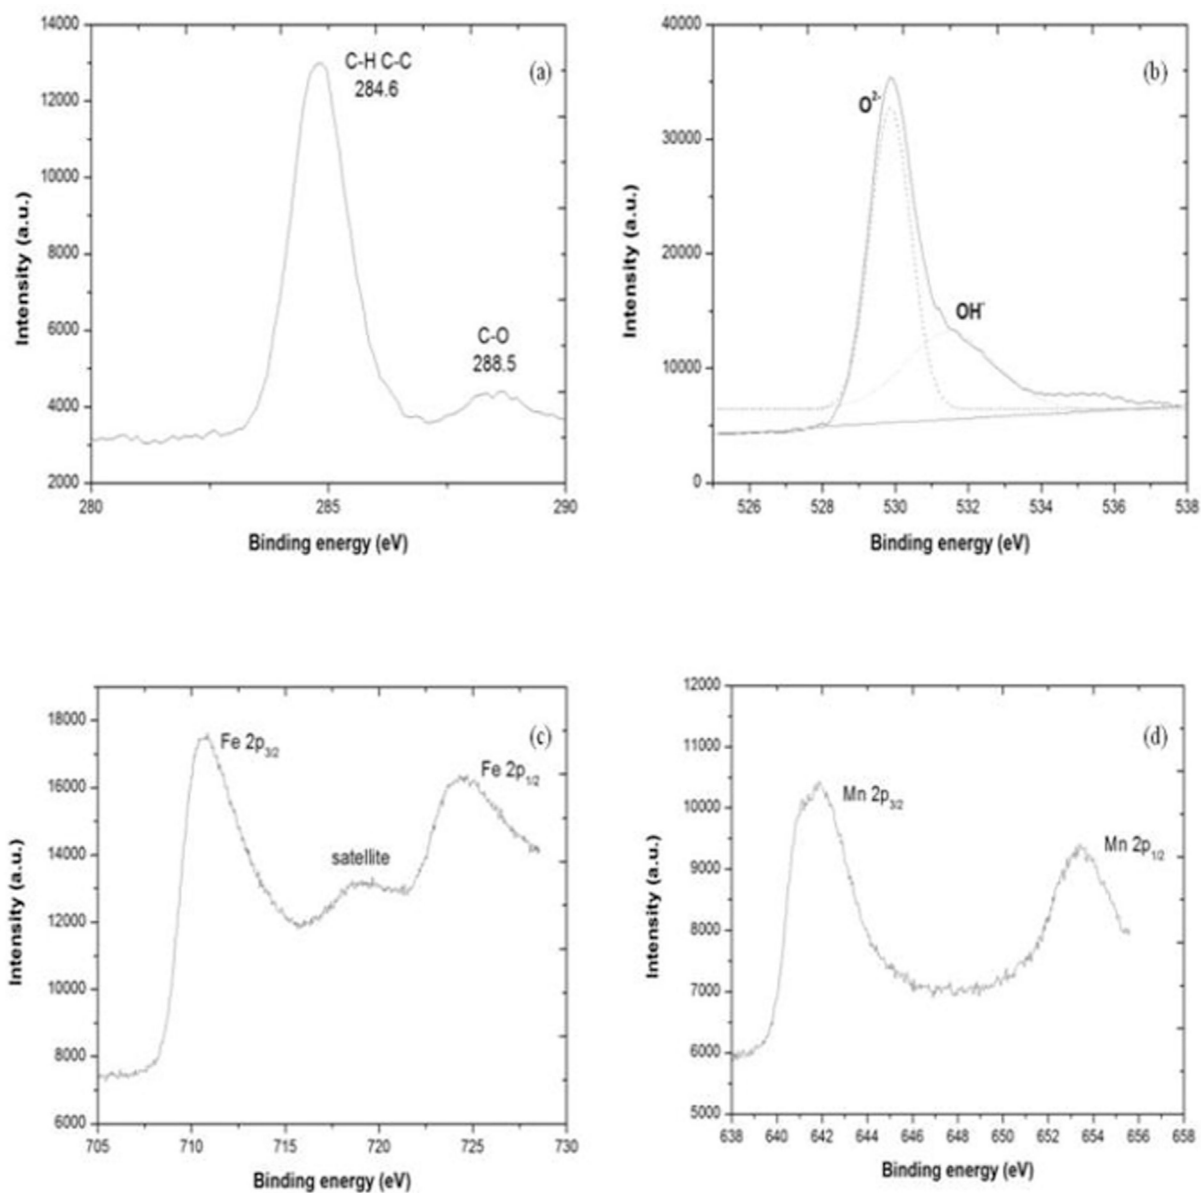 14000
12000
10000
8000
6000
4000
2000
280
285
290
Intensity (a.u.)
Binding energy (eV)
C-H C-C
284.6
C-O
288.5
(a)
40000
30000
20000
10000
0
526
528
530
532
534
536
538
Intensity (a.u.)
Binding energy (eV)
O²⁻
OH⁻
(b)
18000
16000
14000
12000
10000
8000
6000
705
710
715
720
725
730
Intensity (a.u.)
Binding energy (eV)
Fe 2p3/2
satellite
Fe 2p1/2
(c)
12000
11000
10000
9000
8000
7000
6000
5000
638
640
642
644
646
648
650
652
654
656
658
Intensity (a.u.)
Binding energy (eV)
Mn 2p3/2
Mn 2p1/2
(d)